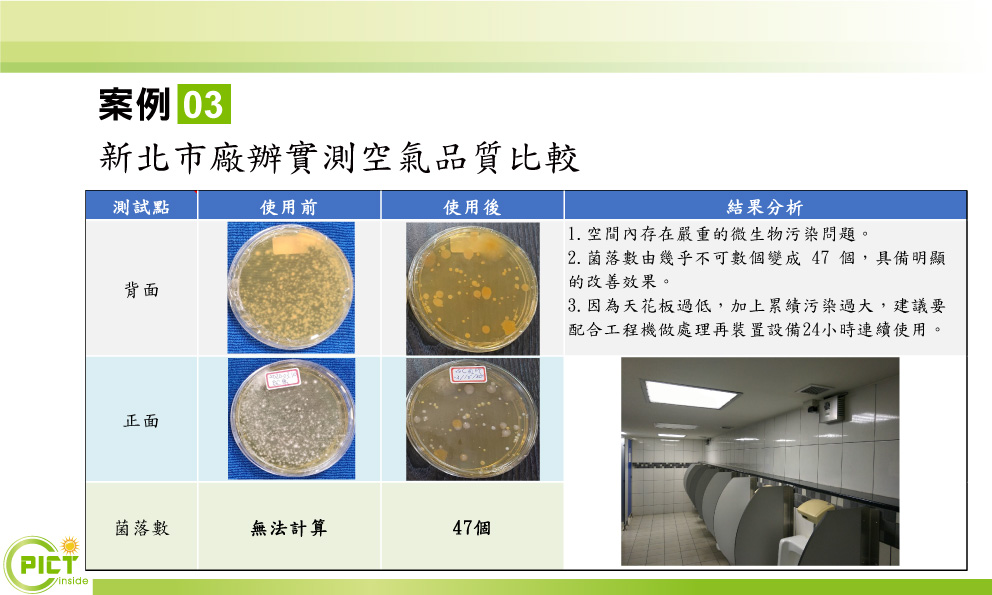 案例 03
新北市廠辦實測空氣品質比較
測試點 使用前 使用後 結果分析
背面
1.空間內存在嚴重的微生物污染問題。
2.菌落數由幾乎不可數個變成 47 個，具備明顯
的改善效果。
3.因為天花板過低，加上累績污染過大，建議要
配合工程機做處理再裝置設備24小時連續使用。
正面
菌落數 無法計算 47個
PICT
inside